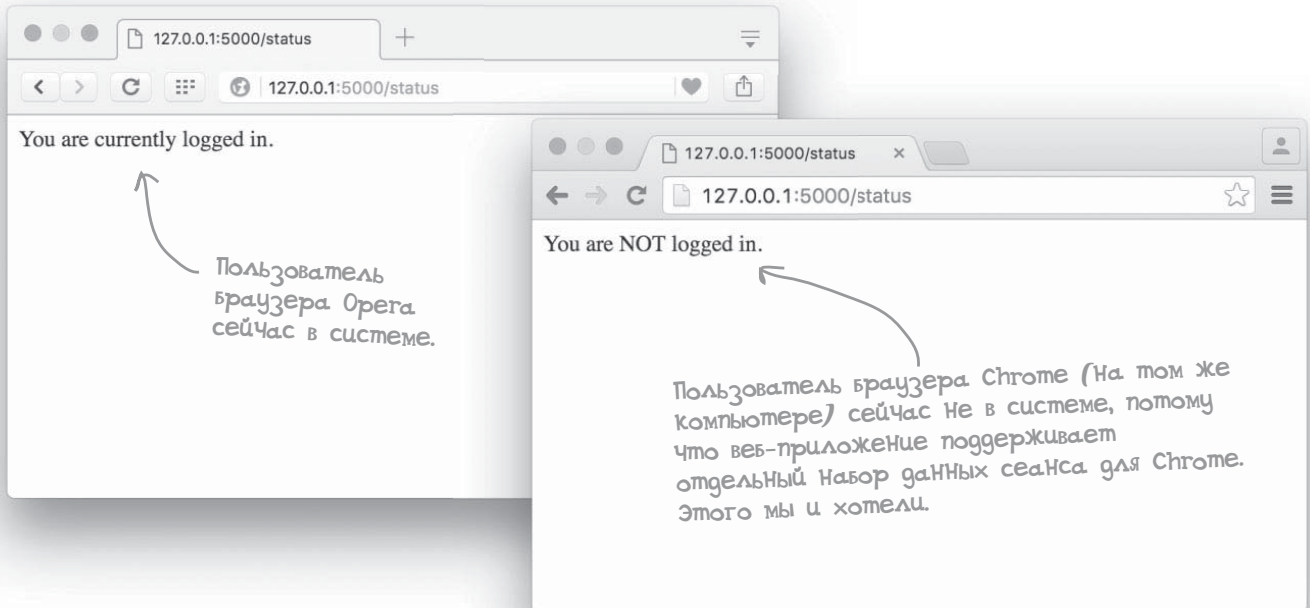 127.0.0.1:5000/status
127.0.0.1:5000/status
You are currently logged in.
Пользователь
браузера Opera
сейчас в системе.
127.0.0.1:5000/status
127.0.0.1:5000/status
You are NOT logged in.
Пользователь браузера Chrome (на том же
компьютере) сейчас не в системе, потому
что веб-приложение поддерживает
отдельный набор данных сеанса для Chrome.
Этого мы и хотели.